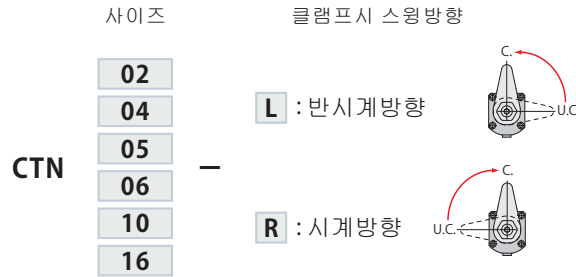 사이즈 클램프시 스윙방향
02
04
05
06
10
16
CTN –
L : 반시계방향
C.
U.C.
R : 시계방향
C.
U.C.